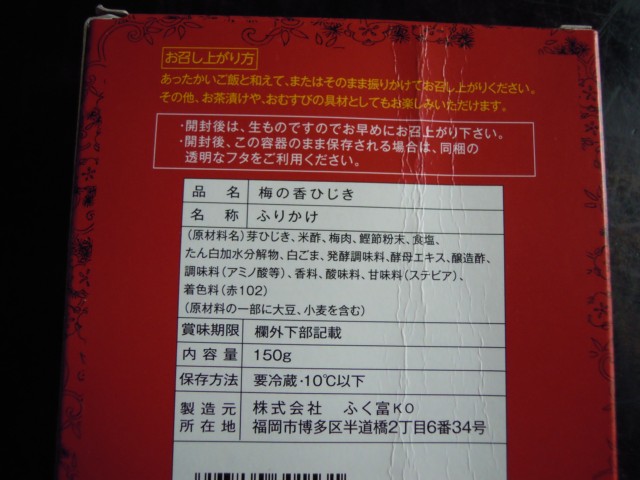 お召し上がり方
あったかいご飯と和えて、またはそのまま振りかけてお召し上がりください。
その他、お茶漬けや、おむすびの具材としてもお楽しみいただけます。
・開封後は、生ものですのでお早めにお召上がり下さい。
・開封後、この容器のまま保存される場合は、同梱の
透明なフタをご利用ください。
品名 梅の香ひじき
名称 ふりかけ
(原材料名)芽ひじき、米酢、梅肉、鰹節粉末、食塩、
たん白加水分解物、白ごま、発酵調味料、酵母エキス、醸造酢、
調味料(アミノ酸等)、香料、酸味料、甘味料(ステビア)、
着色料(赤102)
(原材料の一部に大豆、小麦を含む)
賞味期限 欄外下部記載
内容量 150g
保存方法 要冷蔵・10℃以下
製造元 株式会社 ふく富KO
所在地 福岡市博多区半道橋2丁目6番34号